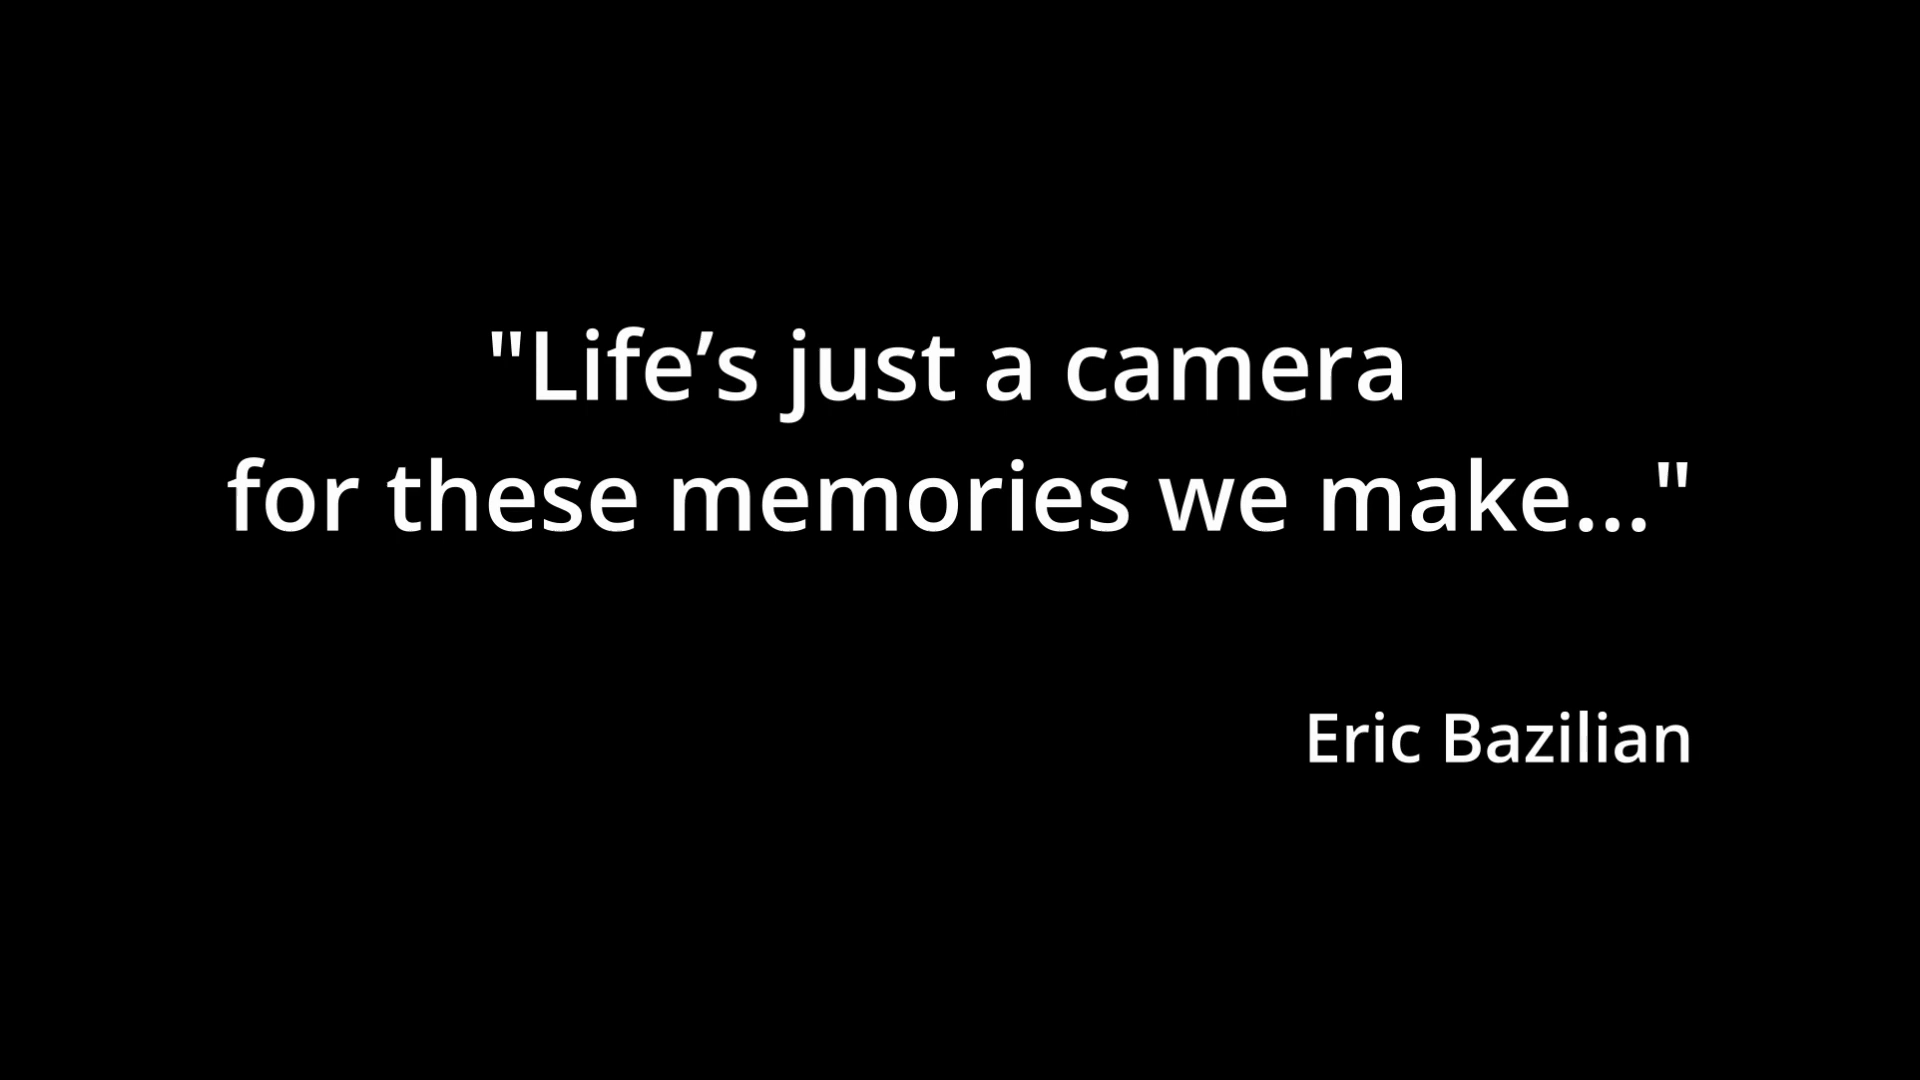 "Life’s just a camera
for these memories we make..."
Eric Bazilian